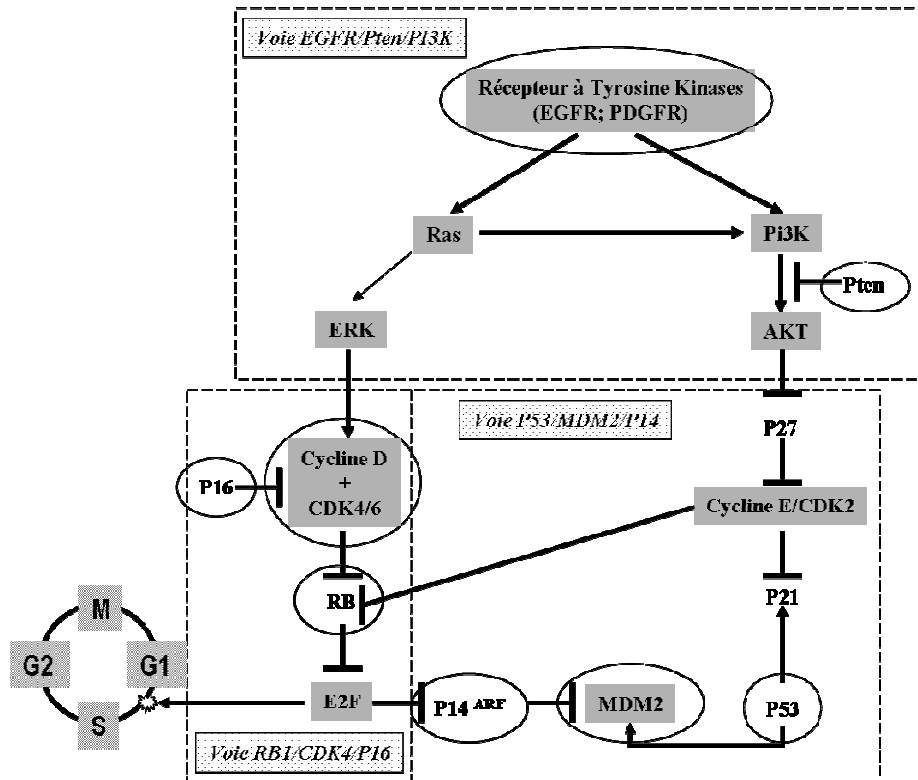 Voie EGFR/Pten/PI3K
Récepteur à Tyrosine Kinases
(EGFR; PDGFR)
Ras
Pi3K
Pten
ERK
AKT
Voie P53/MDM2/P14
P27
Cycline D
+
CDK4/6
P16
Cycline E/CDK2
RB
P21
M
G2
G1
S
E2F
P14 ARF
MDM2
P53
Voie RB1/CDK4/P16